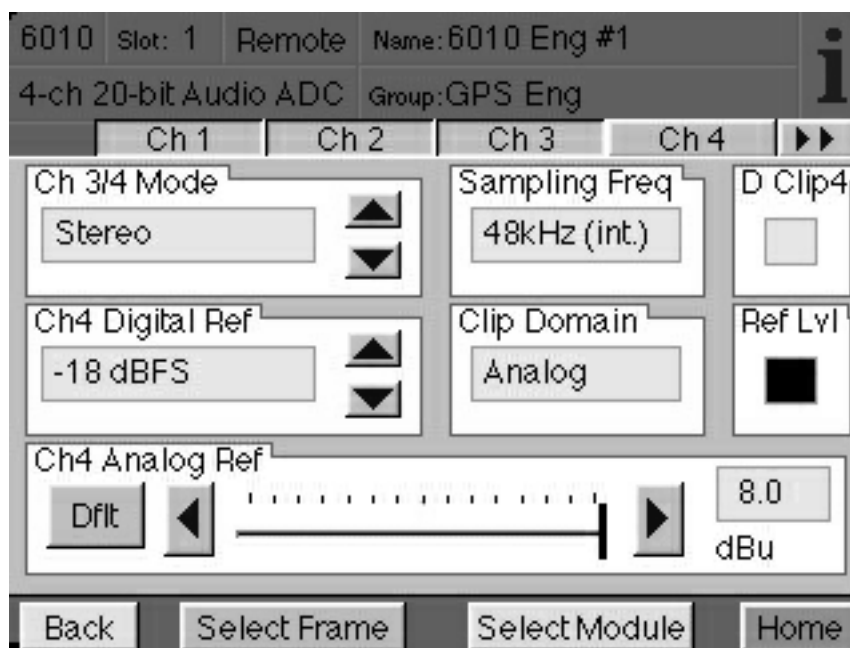 6010 Slot: 1 Remote Name: 6010 Eng #1
4-ch 20-bit Audio ADC Group: GPS Eng
i
Ch 1 Ch 2 Ch 3 Ch 4
Ch 3/4 Mode Sampling Freq D Clip4
Stereo 48kHz (int.)
Ch4 Digital Ref Clip Domain Ref Lvl
-18 dBFS Analog
Ch4 Analog Ref
Dflt 8.0
dBu
Back Select Frame Select Module Home